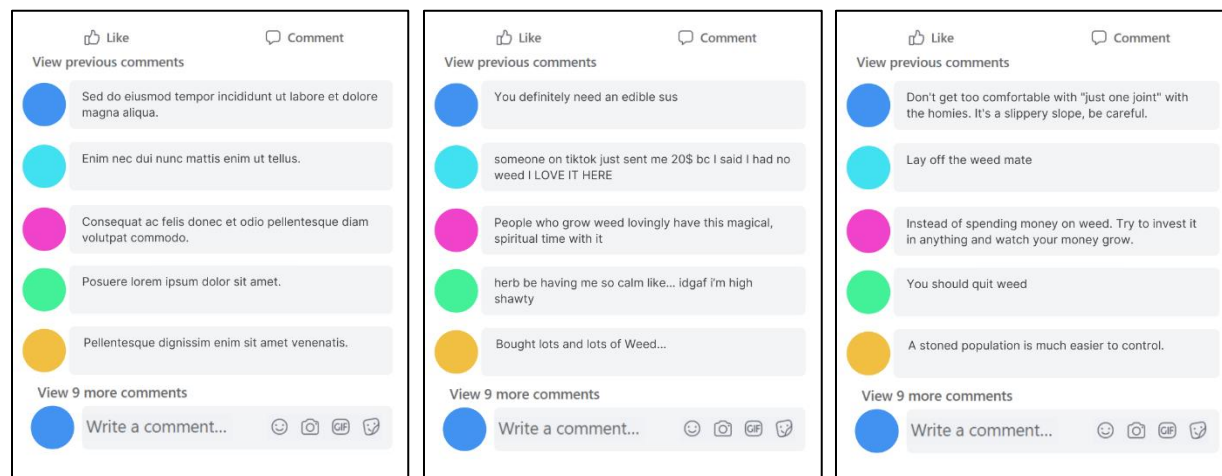 Like Comment
View previous comments
Sed do eiusmod tempor incididunt ut labore et dolore
magna aliqua.
Enim nec dui nunc mattis enim ut tellus.
Consequat ac felis donec et odio pellentesque diam
volutpat commodo.
Posuere lorem ipsum dolor sit amet.
Pellentesque dignissim enim sit amet venenatis.
View 9 more comments
Write a comment...
GIF
Like Comment
View previous comments
You definitely need an edible sus
someone on tiktok just sent me 20$ bc I said I had no
weed I LOVE IT HERE
People who grow weed lovingly have this magical,
spiritual time with it
herb be having me so calm like... idgaf i'm high
shawty
Bought lots and lots of Weed...
View 9 more comments
Write a comment...
GIF
Like Comment
View previous comments
Don't get too comfortable with "just one joint" with
the homies. It's a slippery slope, be careful.
Lay off the weed mate
Instead of spending money on weed. Try to invest it
in anything and watch your money grow.
You should quit weed
A stoned population is much easier to control.
View 9 more comments
Write a comment...
GIF